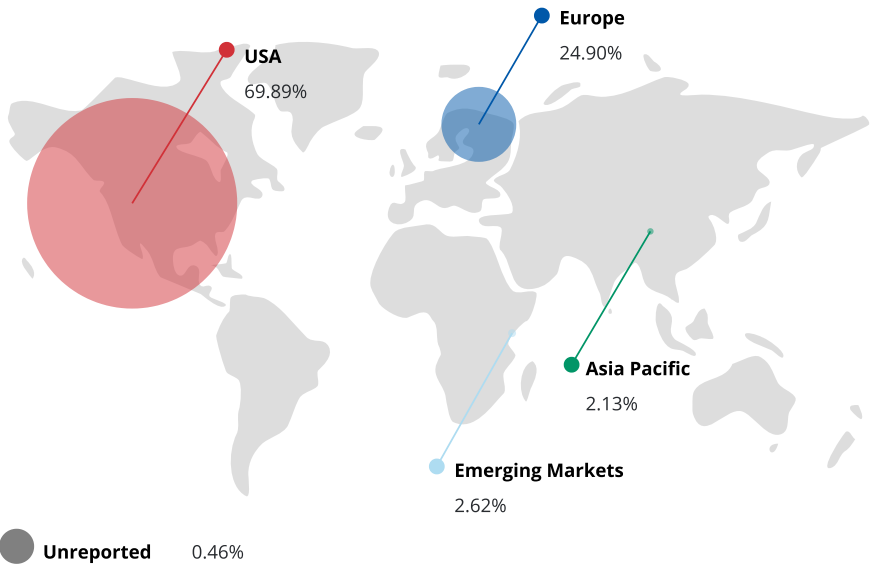 Europe
24.90%
USA
69.89%
Asia Pacific
2.13%
Emerging Markets
2.62%
Unreported 0.46%